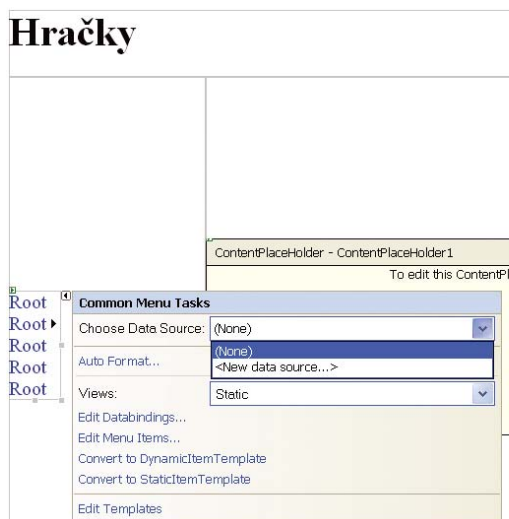 Hračky
ContentPlaceHolder - ContentPlaceHolder1
To edit this ContentPl
Root
Root
Root
Root
Root
Common Menu Tasks
Choose Data Source: (None)
(None)
<New data source...>
Auto Format...
Views: Static
Edit Databindings...
Edit Menu Items...
Convert to DynamicItemTemplate
Convert to StaticItemTemplate
Edit Templates